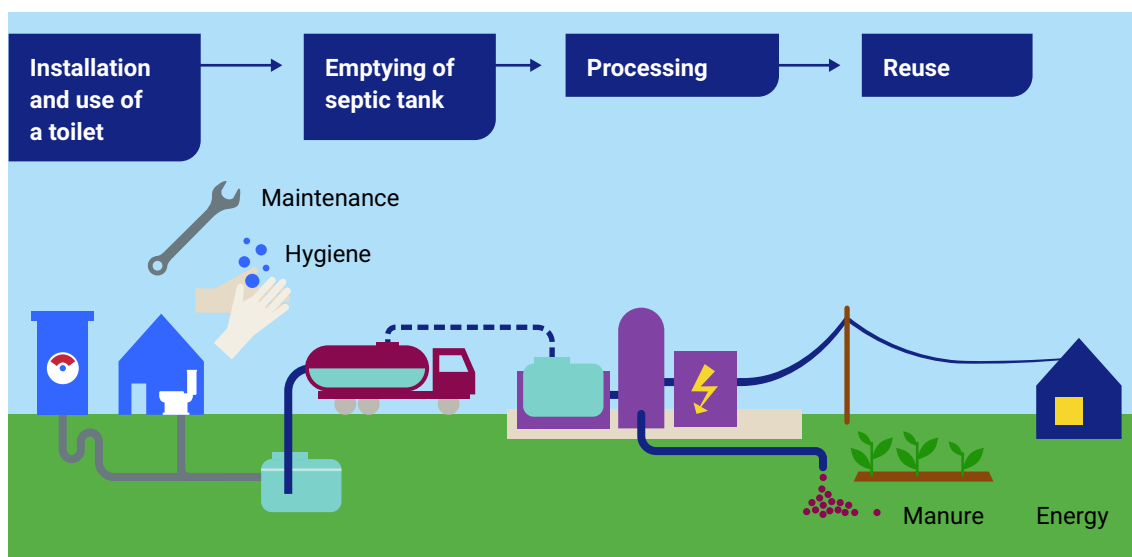 Installation
and use of
a toilet
Emptying of
septic tank
Processing
Reuse
Maintenance
Hygiene
Manure
Energy